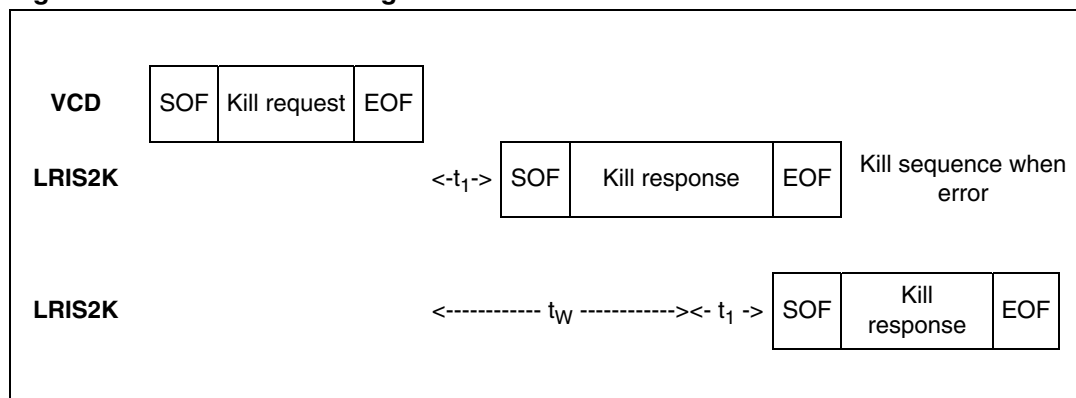 VCD SOF Kill request EOF
LRIS2K <-t1-> SOF Kill response EOF Kill sequence when
error
LRIS2K <------------ tW ------------><- t1 -> SOF Kill
response EOF